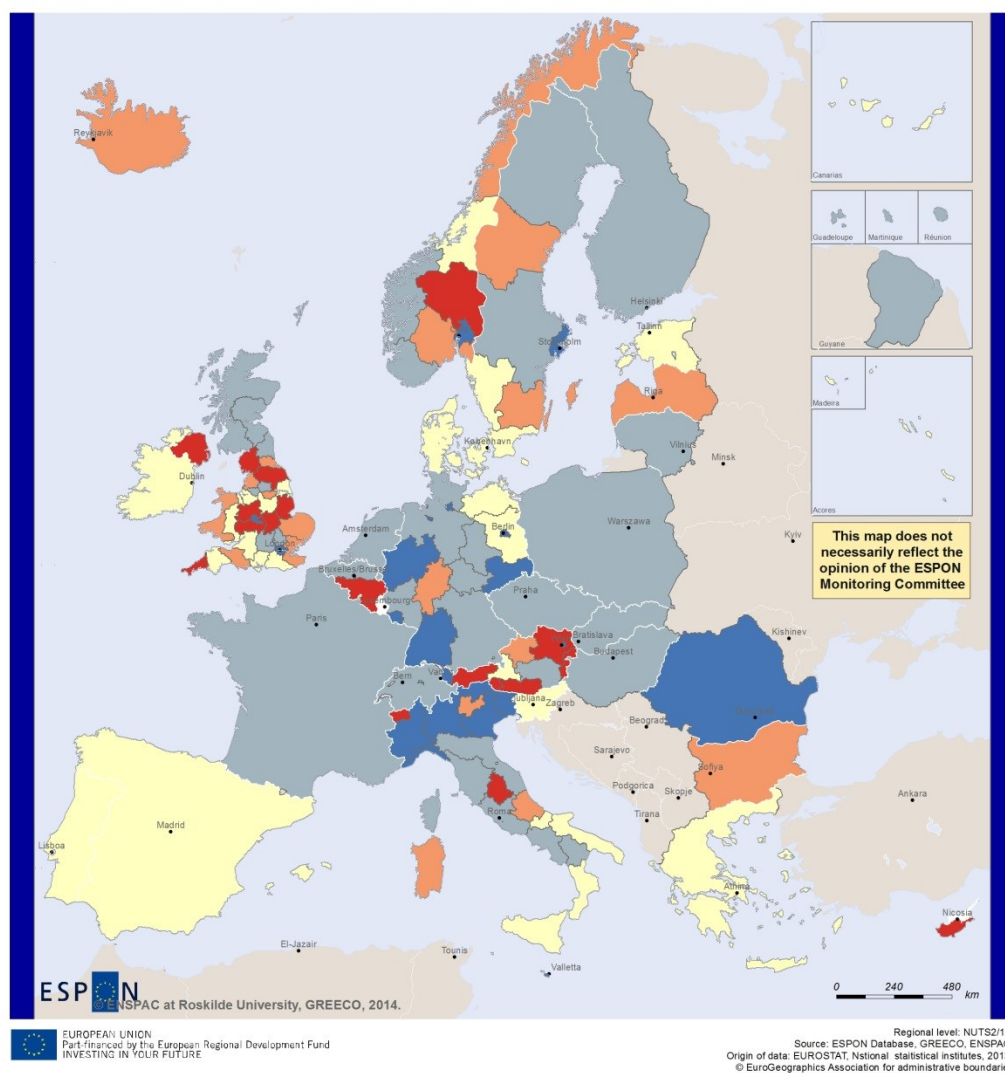 Reykjavik
Canarias
Guadeloupe
Martinique
Réunion
Guyane
Helsinki
Tallinn
Stockholm
Riga
Madeira
København
Vilnius
Minsk
Dublin
Acores
Berlin
Warszawa
Kyiv
Amsterdam
London
This map does not
necessarily reflect the
opinion of the ESPON
Monitoring Committee
Bruxelles/Brusse
Praha
Paris
Bratislava
Kishinev
Budapest
Bern
Zagreb
Beograd
Sarajevo
Sofiya
Podgorica
Skopje
Ankara
Roma
Tirana
Madrid
Lisboa
Athina
Nicosia
El-Jazair
Tounis
Valletta
ESPON
© ENSPAC at Roskilde University, GREECO, 2014.
0 240 480 km
EUROPEAN UNION
Part-financed by the European Regional Development Fund
INVESTING IN YOUR FUTURE
Regional level: NUTS2/1
Source: ESPON Database, GREECO, ENSPAC
Origin of data: EUROSTAT, Nstional statistical institutes, 201
© EuroGeographics Association for administrative boundarie